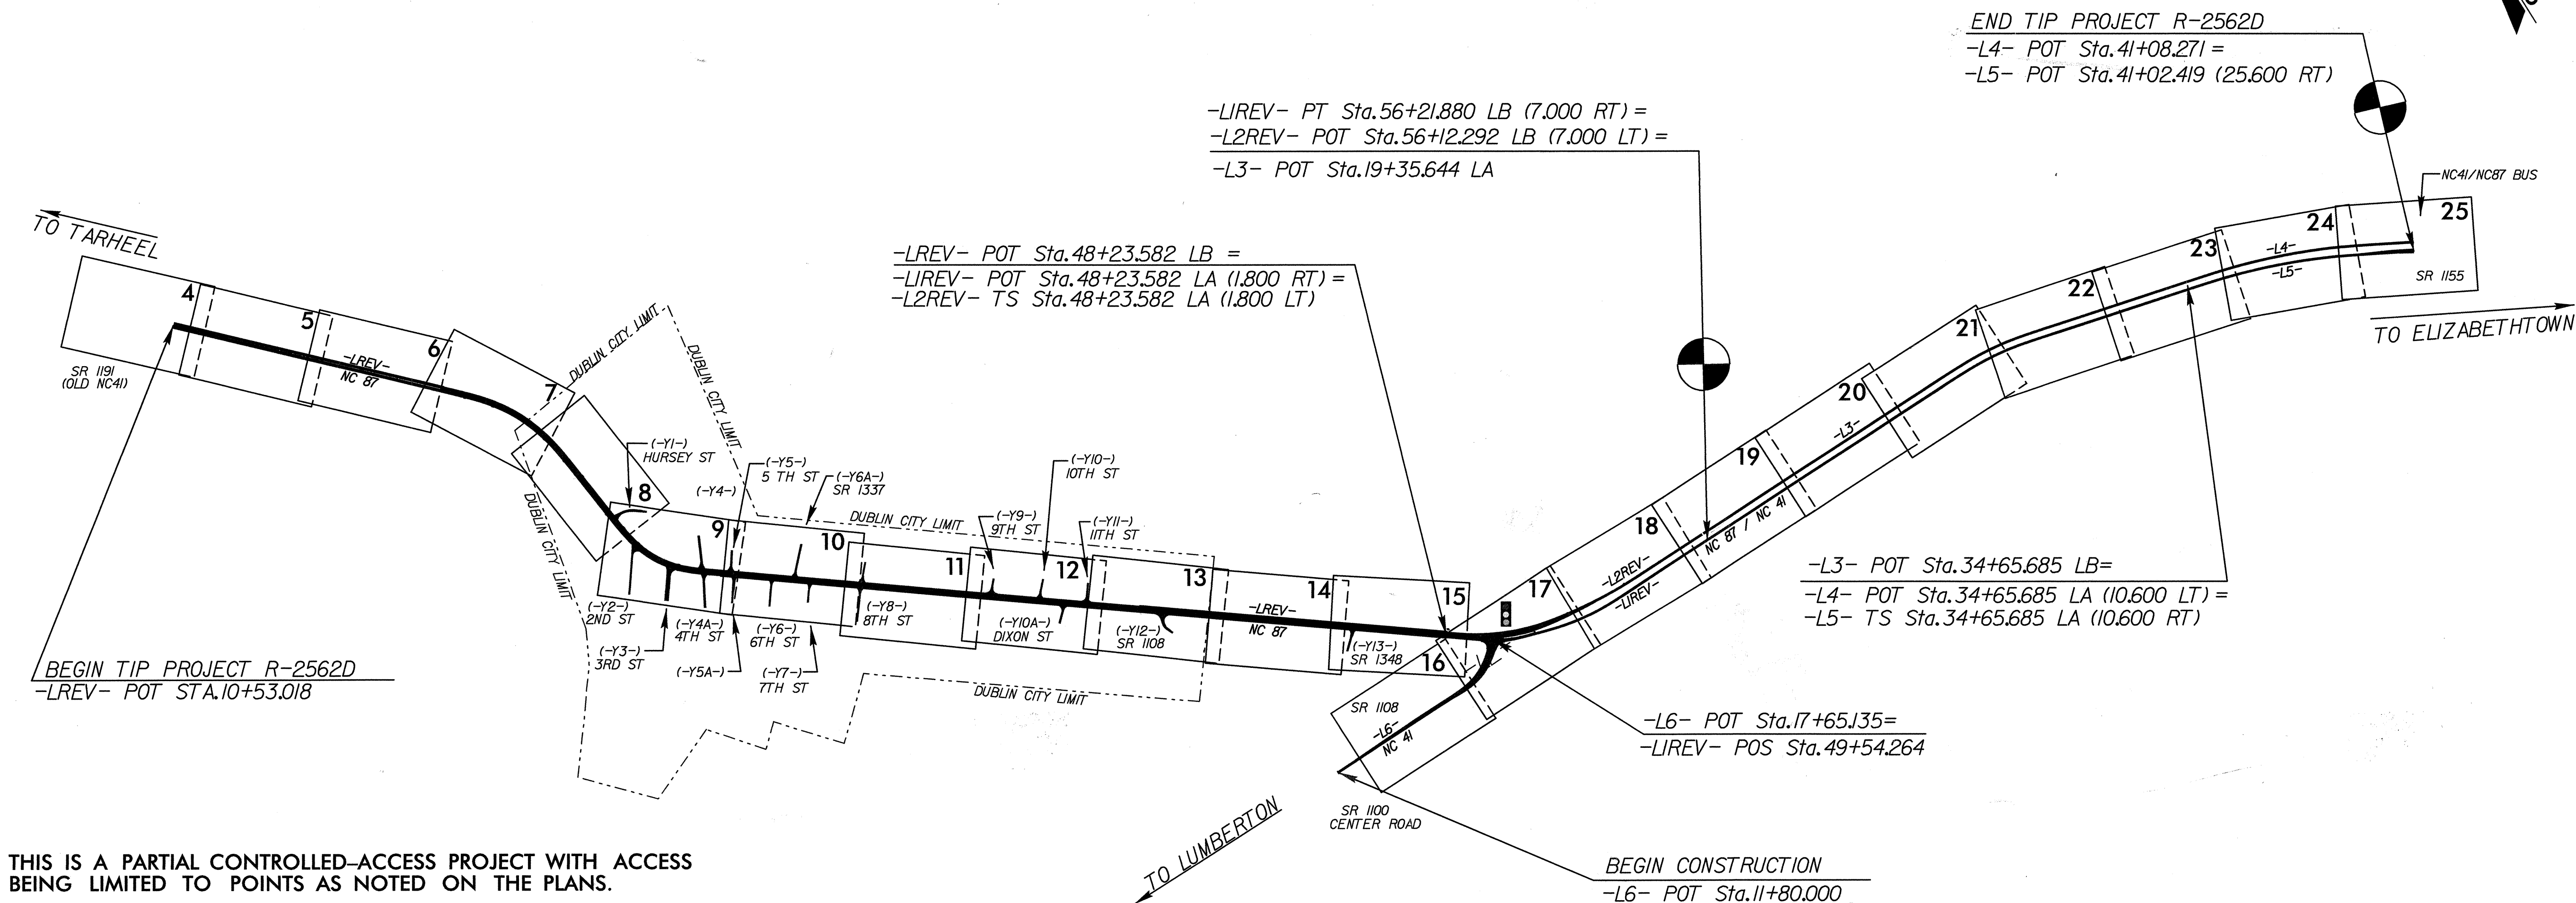 END TIP PROJECT R-2562D
-L4- POT Sta.41+08.271 =
-L5- POT Sta.41+02.419 (25.600 RT)
-L1REV- PT Sta.56+21.880 LB (7.000 RT) =
-L2REV- POT Sta.56+12.292 LB (7.000 LT) =
-L3- POT Sta.19+35.644 LA
NC41/NC87 BUS
TO TARHEEL
-LREV- POT Sta.48+23.582 LB =
-L1REV- POT Sta.48+23.582 LA (1.800 RT) =
-L2REV- TS Sta.48+23.582 LA (1.800 LT)
4
5
6
7
SR 1191
(OLD NC41)
-LREV-
NC 87
DUBLIN CITY LIMIT
DUBLIN CITY LIMIT
DUBLIN CITY LIMIT
25
24
23
22
21
20
19
18
17
-L4-
-L5-
SR 1155
TO ELIZABETHTOWN
-L3-
NC 87 / NC 41
-L2REV-
-L1REV-
(-Y1-)
HURSEY ST
(-Y5-)
5 TH ST
(-Y4-)
(-Y6A-)
SR 1337
DUBLIN CITY LIMIT
(-Y9-)
9TH ST
(-Y10-)
10TH ST
(-Y11-)
11TH ST
8
9
10
11
12
13
14
15
16
(-Y2-)
2ND ST
(-Y3-)
3RD ST
(-Y4A-)
4TH ST
(-Y5A-)
(-Y6-)
6TH ST
(-Y7-)
7TH ST
(-Y8-)
8TH ST
(-Y10A-)
DIXON ST
(-Y12-)
SR 1108
-LREV-
NC 87
(-Y13-)
SR 1348
DUBLIN CITY LIMIT
-L3- POT Sta.34+65.685 LB=
-L4- POT Sta.34+65.685 LA (10.600 LT) =
-L5- TS Sta.34+65.685 LA (10.600 RT)
BEGIN TIP PROJECT R-2562D
-LREV- POT STA.10+53.018
SR 1108
-L6-
NC 41
-L6- POT Sta.17+65.135=
-L1REV- POS Sta.49+54.264
SR 1100
CENTER ROAD
TO LUMBERTON
BEGIN CONSTRUCTION
-L6- POT Sta.11+80.000
THIS IS A PARTIAL CONTROLLED–ACCESS PROJECT WITH ACCESS
BEING LIMITED TO POINTS AS NOTED ON THE PLANS.